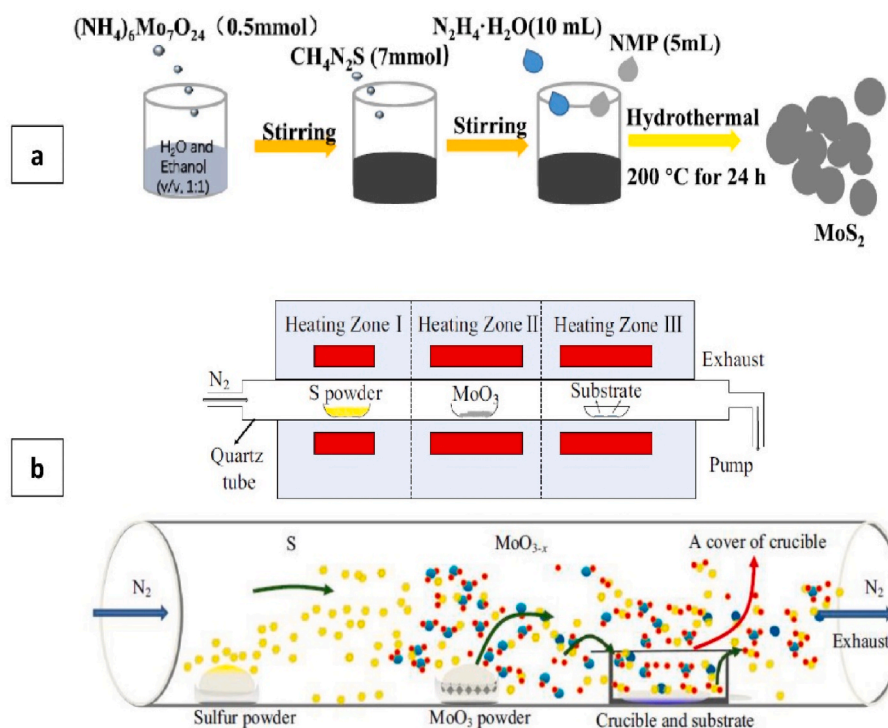 (NH₄)₆Mo₇O₂₄ (0.5mmol)
CH₄N₂S (7mmol)
N₂H₄·H₂O(10 mL)
NMP (5mL)
a
H₂O and
Ethanol
(v/v, 1:1)
Stirring
Stirring
Hydrothermal
200 °C for 24 h
MoS₂
b
Heating Zone I
Heating Zone II
Heating Zone III
Exhaust
N₂
S powder
MoO₃
Substrate
Quartz
tube
Pump
S
MoO₃₋ₓ
A cover of crucible
N₂
N₂
Exhaust
Sulfur powder
MoO₃ powder
Crucible and substrate